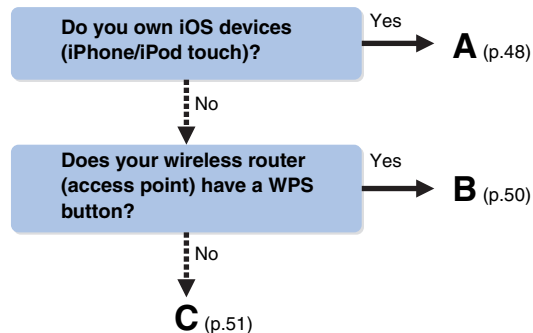 Do you own iOS devices
(iPhone/iPod touch)?
Yes
A (p.48)
No
Does your wireless router
(access point) have a WPS
button?
Yes
B (p.50)
No
C (p.51)